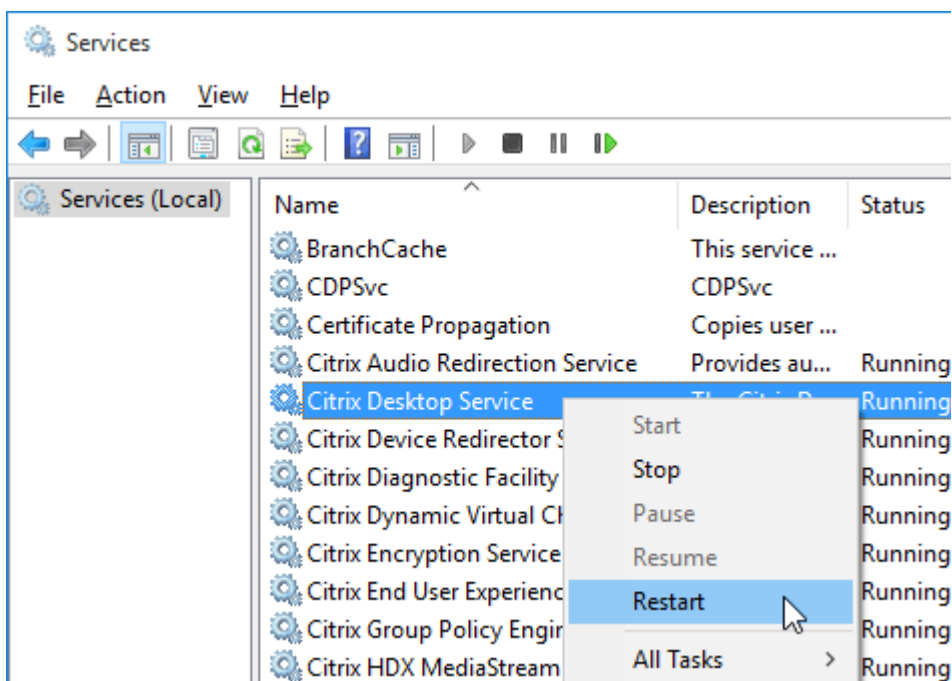 Services
File Action View Help
Services (Local)
Name Description Status
BranchCache This service ...
CDPSvc CDPSvc
Certificate Propagation Copies user ...
Citrix Audio Redirection Service Provides au... Running
Citrix Desktop Service The Citrix Running
Start
Citrix Device Redirector Running
Stop
Citrix Diagnostic Facility Running
Pause
Citrix Dynamic Virtual Running
Resume
Citrix Encryption Service Running
Citrix End User Running
Restart
Citrix Group Policy Running
All Tasks
Citrix HDX MediaStream Running